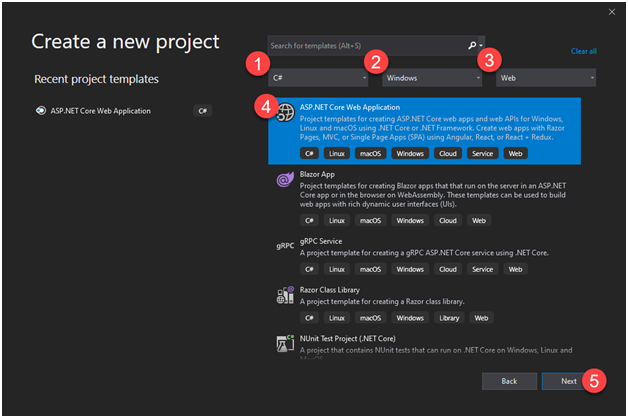 Create a new project
Recent project templates
ASP.NET Core Web Application C#
Search for templates (Alt+S)
Clear all
1 2 3
C# Windows Web
4
ASP.NET Core Web Application
Project templates for creating ASP.NET Core web apps and web APIs for Windows,
Linux and macOS using .NET Core or .NET Framework. Create web apps with Razor
Pages, MVC, or Single Page Apps (SPA) using Angular, React, or React + Redux.
C# Linux macOS Windows Cloud Service Web
Blazor App
Project templates for creating Blazor apps that that run on the server in an ASP.NET
Core app or in the browser on WebAssembly. These templates can be used to build
web apps with rich dynamic user interfaces (UIs).
C# Linux macOS Windows Cloud Web
gRPC gRPC Service
A project template for creating a gRPC ASP.NET Core service using .NET Core.
C# Linux macOS Windows Cloud Service Web
Razor Class Library
A project template for creating a Razor class library.
C# Linux macOS Windows Library Web
NUnit Test Project (.NET Core)
A project that contains NUnit tests that can run on .NET Core on Windows, Linux and
MacOS.
Back Next 5